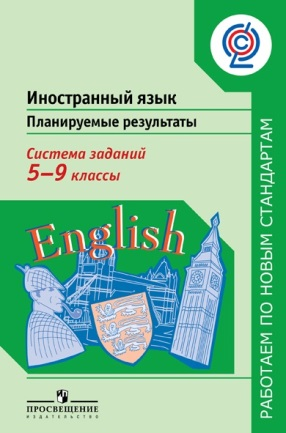 Иностранный язык
Планируемые результаты
Система заданий
5–9 классы
English
РАБОТАЕМ ПО НОВЫМ СТАНДАРТАМ
ПРОСВЕЩЕНИЕ
ИЗДАТЕЛЬСТВО